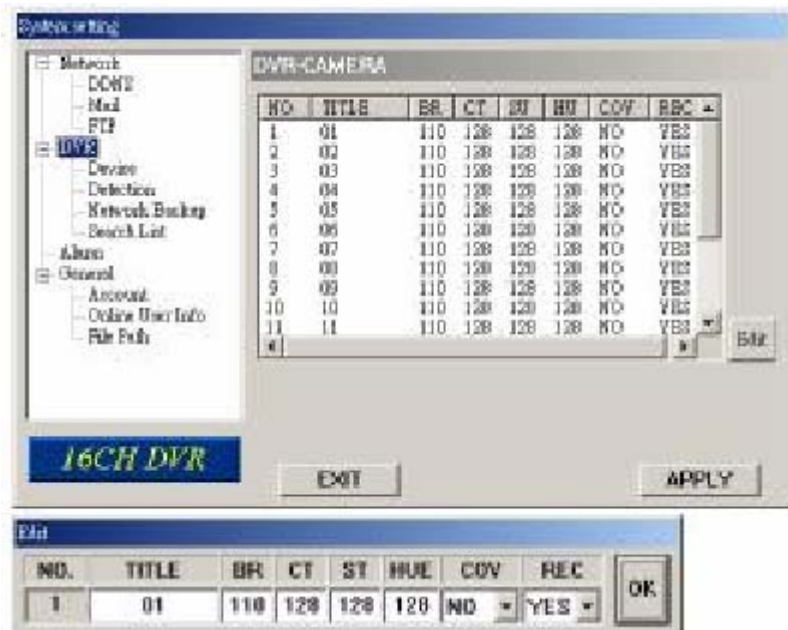 System setting
Network
DDNS
Mail
FTP
DVR
Device
Detection
Network Backup
Search List
Alarm
General
Account
Online User Info
File Path
16CH DVR
DVR-CAMERA
NO TITLE BR CT SU HU COV REC
1 01 110 128 128 128 NO YES
2 02 110 128 128 128 NO YES
3 03 110 128 128 128 NO YES
4 04 110 128 128 128 NO YES
5 05 110 128 128 128 NO YES
6 06 110 128 128 128 NO YES
7 07 110 128 128 128 NO YES
8 08 110 128 128 128 NO YES
9 09 110 128 128 128 NO YES
10 10 110 128 128 128 NO YES
11 11 110 128 128 128 NO YES
Edit
EXIT APPLY
Edit
NO. TITLE BR CT ST HUE COV REC
1 01 110 128 128 128 NO YES
OK